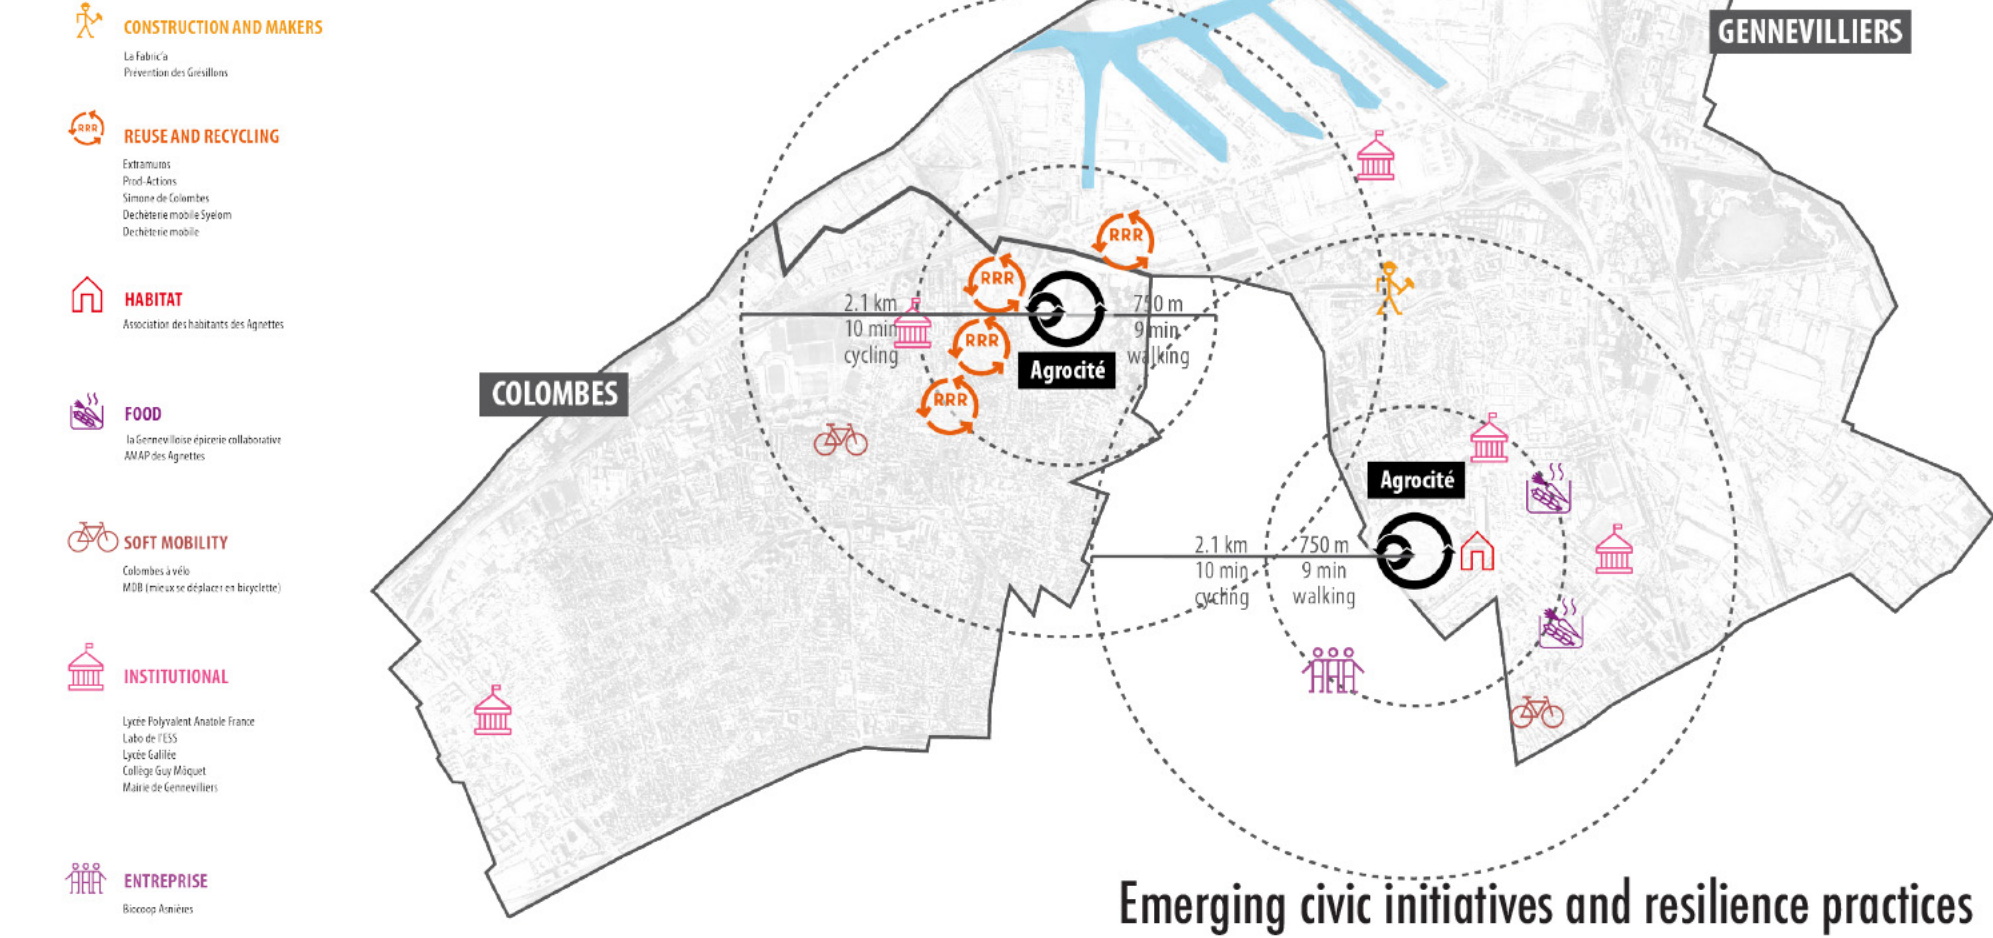 CONSTRUCTION AND MAKERS
La Fabric'a
Prévention des Grésillons
RRR
REUSE AND RECYCLING
Extramuros
Prod-Actions
Simone de Colombes
Dechèterie mobile Syelom
Dechèterie mobile
HABITAT
Association des habitants des Agnettes
FOOD
la Gennevilloise épicerie collaborative
AMAP des Agnettes
SOFT MOBILITY
Colombes à vélo
MDB (mieux se déplacer en bicyclette)
INSTITUTIONAL
Lycée Polyvalent Anatole France
Labo de l'ESS
Lycée Galilée
Collège Guy Môquet
Mairie de Gennevilliers
ENTREPRISE
Biocoop Asnières
GENNEVILLIERS
COLOMBES
RRR
RRR
RRR
RRR
2.1 km
10 min
cycling
750 m
9 min
walking
Agrocité
Agrocité
2.1 km
10 min
cycling
750 m
9 min
walking
Emerging civic initiatives and resilience practices